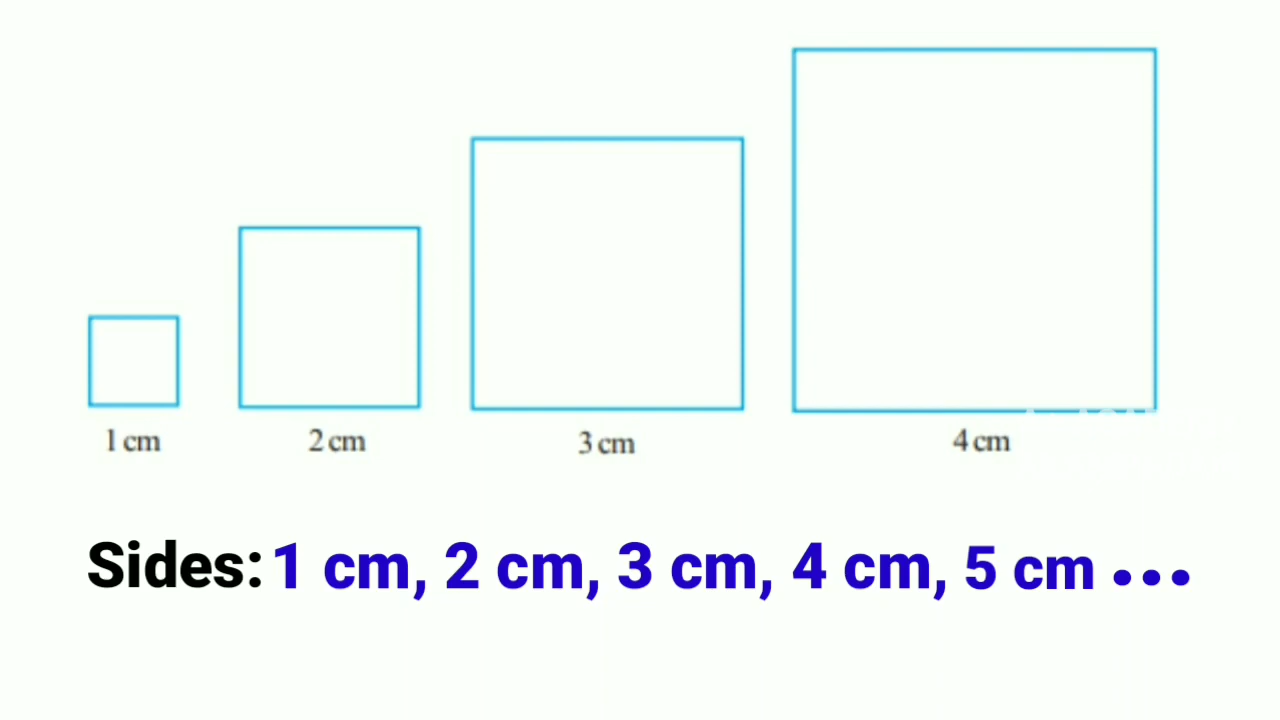 1 cm 2 cm 3 cm 4 cm
Sides: 1 cm, 2 cm, 3 cm, 4 cm, 5 cm •••